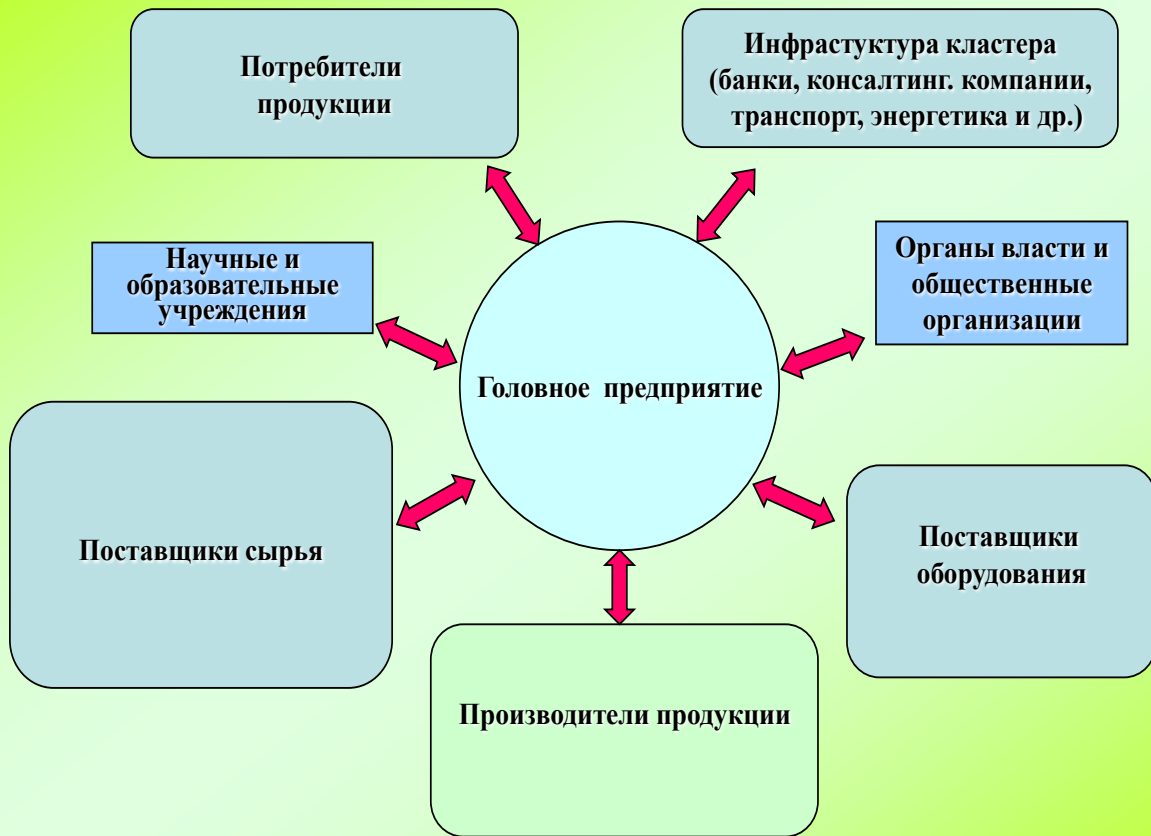 Потребители
продукции
Инфрастуктура кластера
(банки, консалтинг. компании,
транспорт, энергетика и др.)
Научные и
образовательные
учреждения
Органы власти и
общественные
организации
Головное предприятие
Поставщики сырья
Поставщики
оборудования
Производители продукции